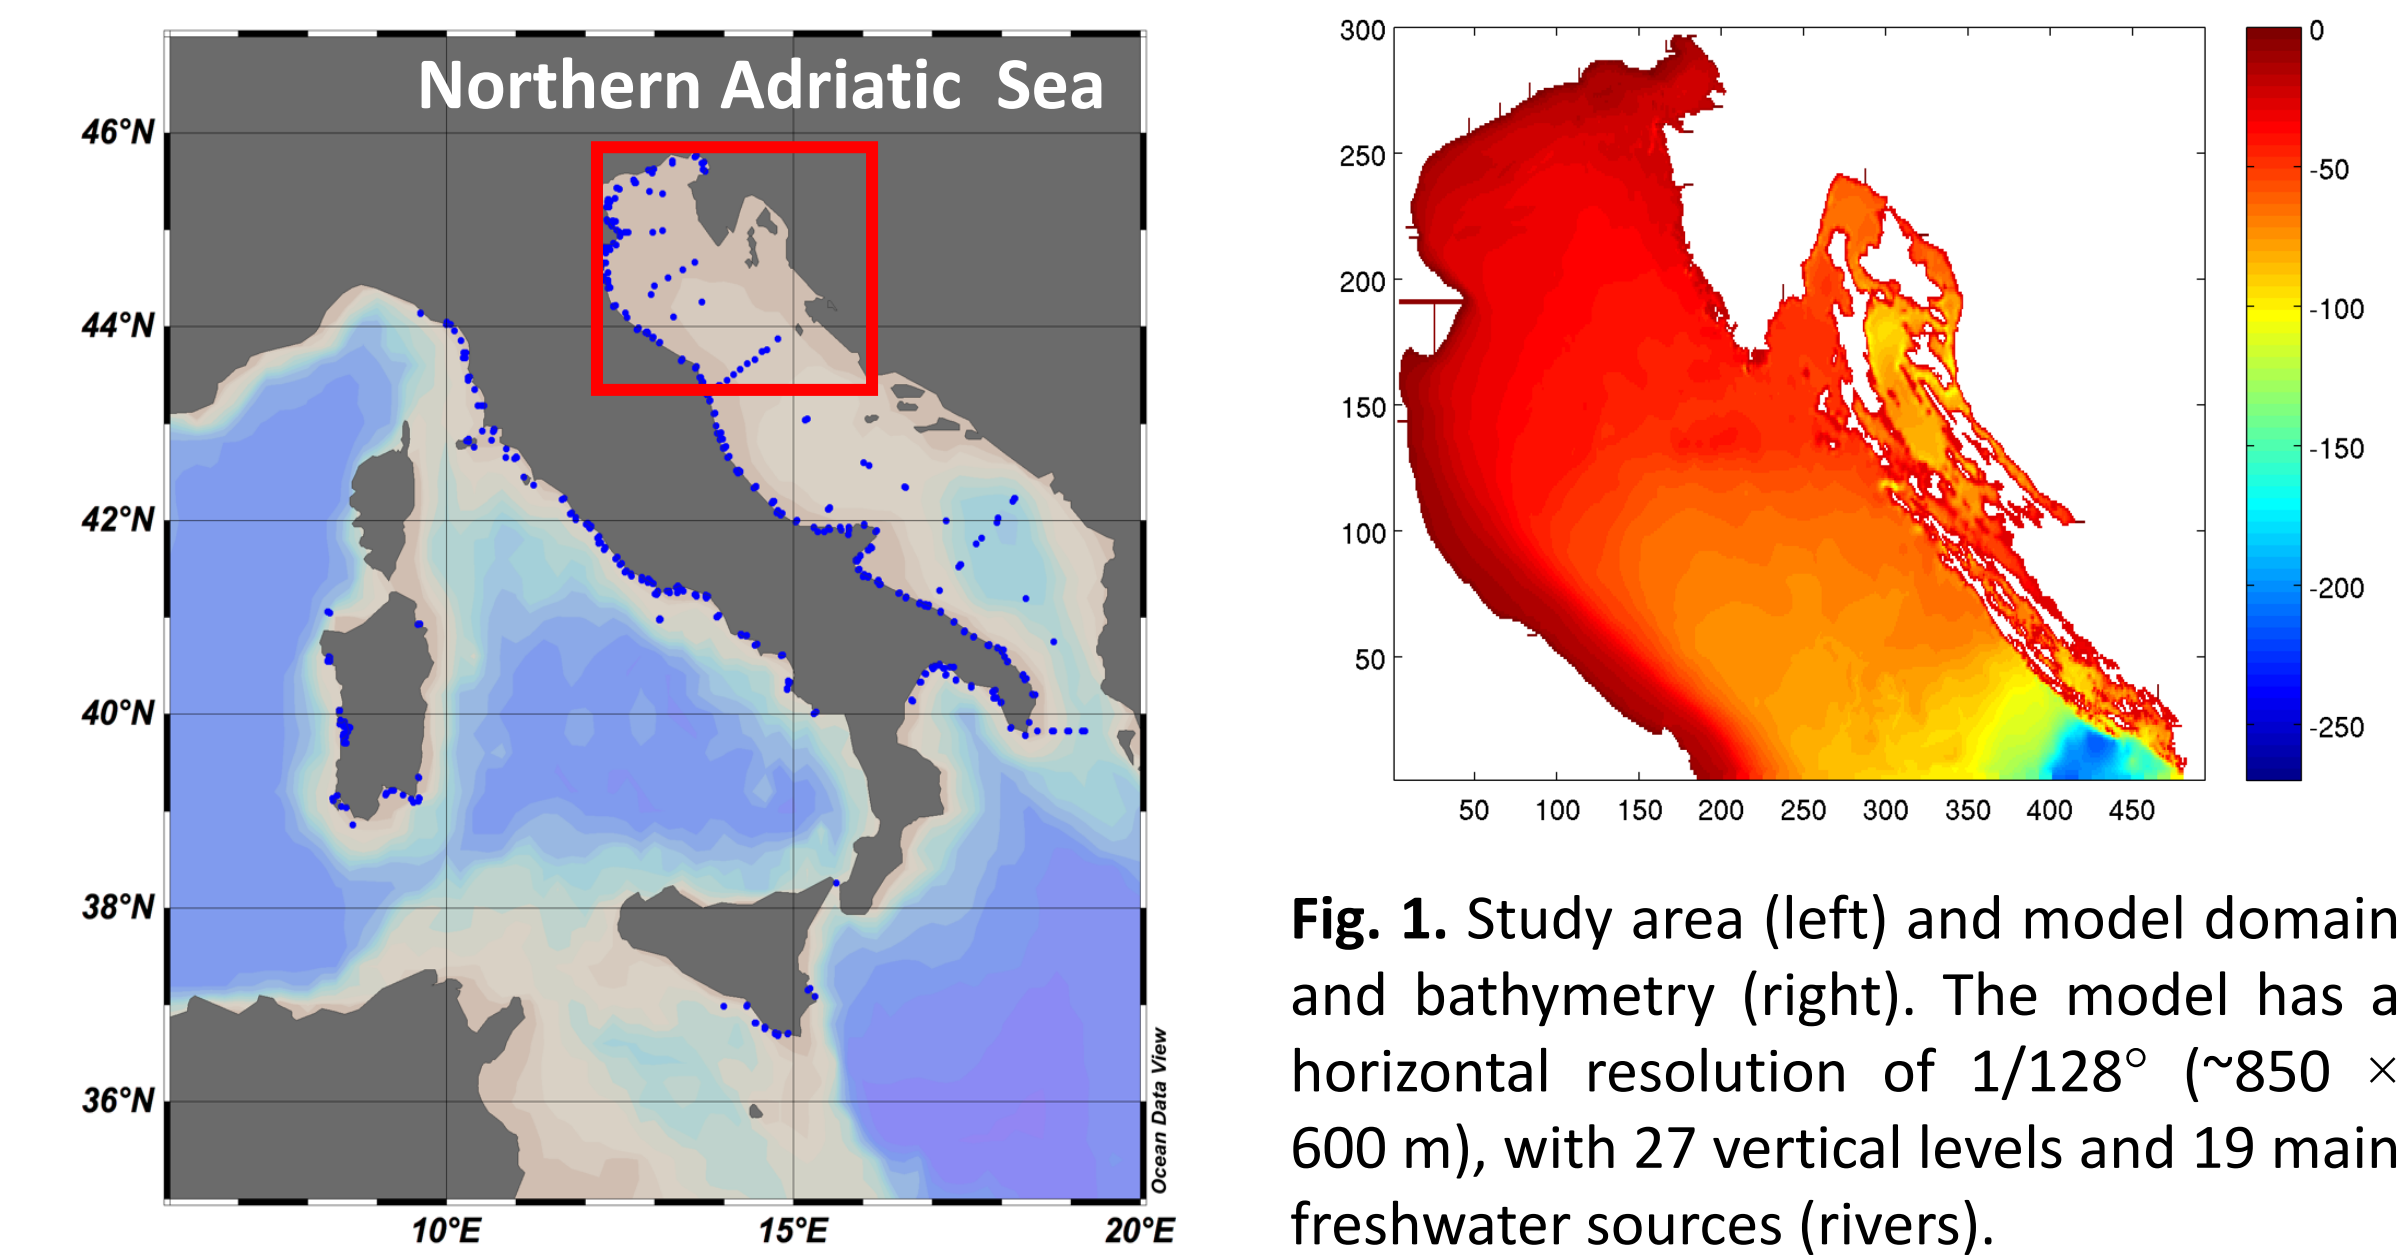 Northern Adriatic Sea
46°N
44°N
42°N
40°N
38°N
36°N
10°E
15°E
20°E
Ocean Data View
300
250
200
150
100
50
50
100
150
200
250
300
350
400
450
0
-50
-100
-150
-200
-250
Fig. 1. Study area (left) and model domain
and bathymetry (right). The model has a
horizontal resolution of 1/128° (~850 ×
600 m), with 27 vertical levels and 19 main
freshwater sources (rivers).